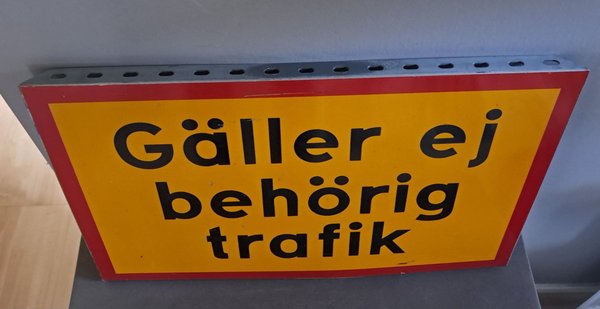 Gäller ej
behörig
trafik